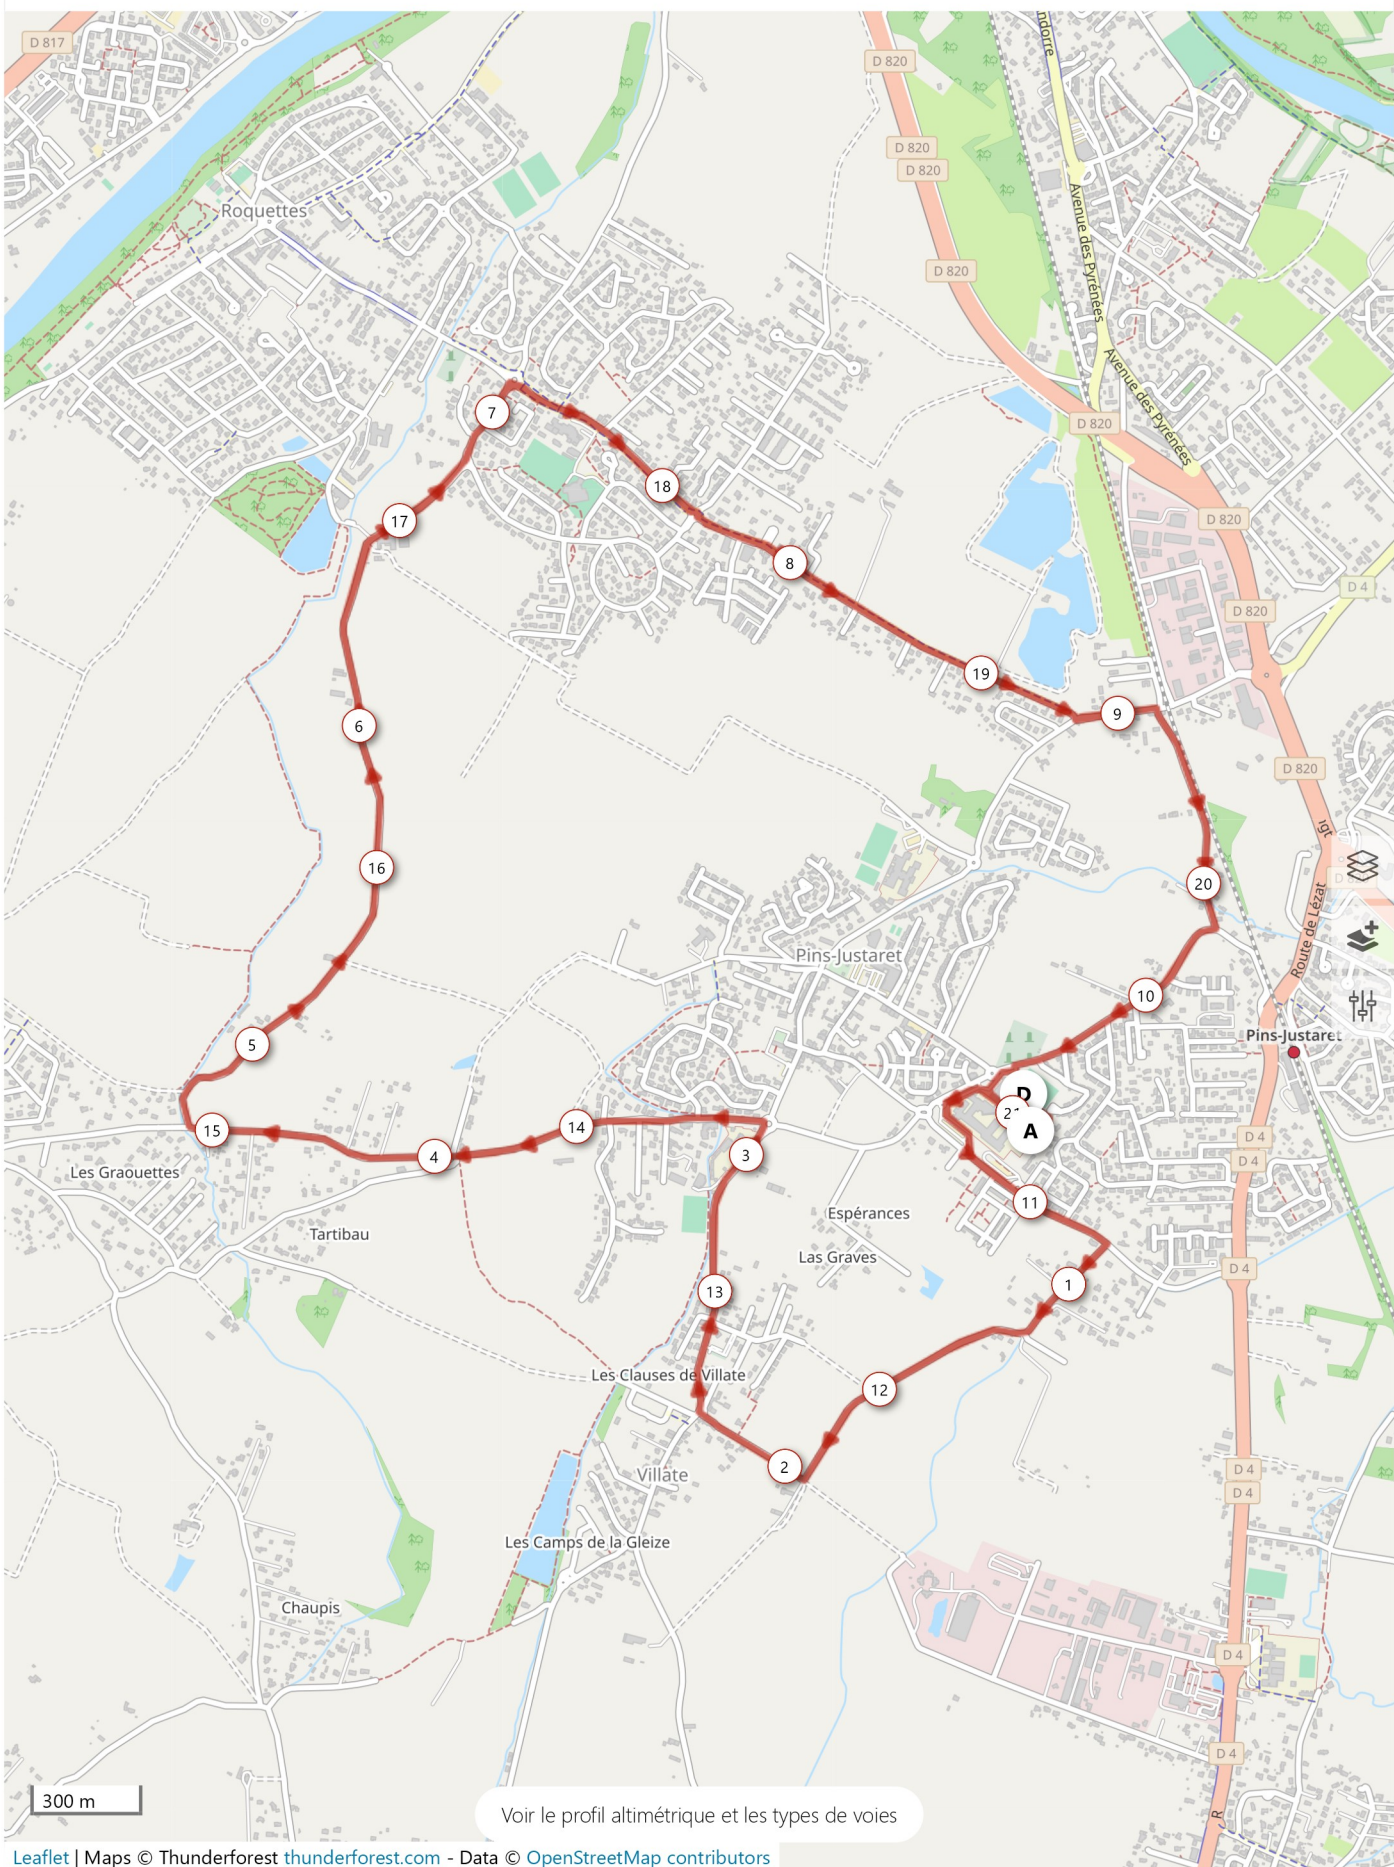 D 817
ndorre
D 820
D 820
D 820
Avenue des Pyrénées
Roquettes
D 820
Avenue des Pyrénées
7
D 820
18
17
D 820
8
D 4
D 820
19
9
6
D 820
igt
16
20
Route de Lézat
Pins-Justaret
10
Pins-Justaret
5
D
21
A
14
15
3
4
D 4
D 4
Les Graouettes
11
Espérances
Tartibau
Las Graves
D 4
1
13
Les Clauses de Villate
12
2
Villate
D 4
D 4
Les Camps de la Gleize
Chaupis
D 4
D 4
300 m
R
Voir le profil altimétrique et les types de voies
Leaflet | Maps © Thunderforest thunderforest.com - Data © OpenStreetMap contributors